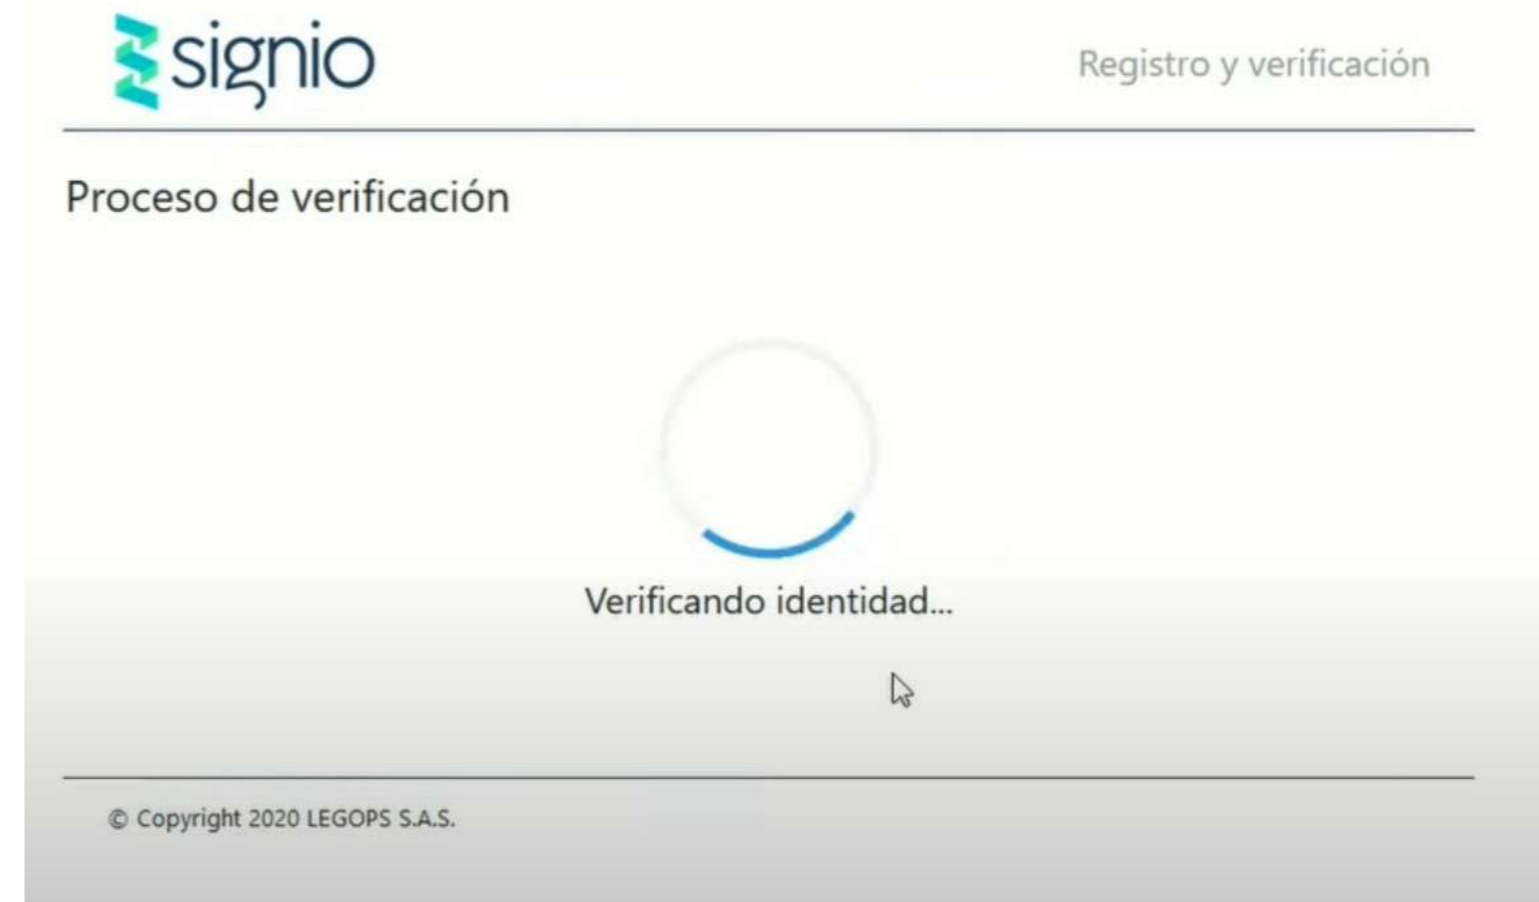 signio
Registro y verificación
Proceso de verificación
Verificando identidad...
© Copyright 2020 LEGOPS S.A.S.